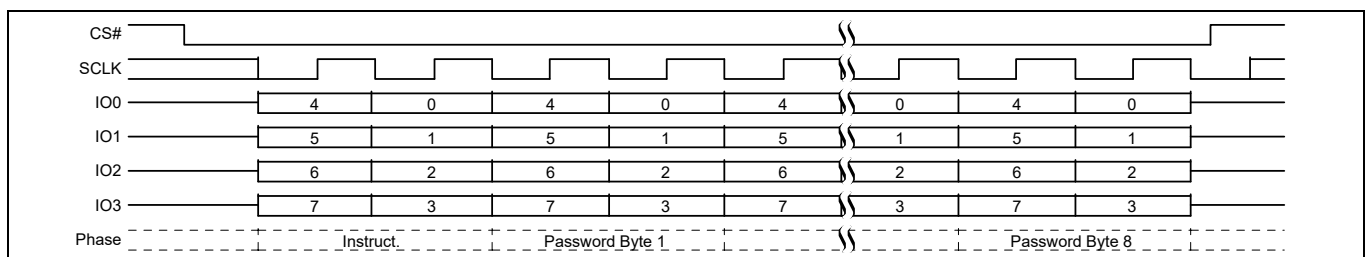 CS#
SCLK
IO0 4 0 4 0 4 0 4 0
IO1 5 1 5 1 5 1 5 1
IO2 6 2 6 2 6 2 6 2
IO3 7 3 7 3 7 3 7 3
Phase Instruct. Password Byte 1 Password Byte 8